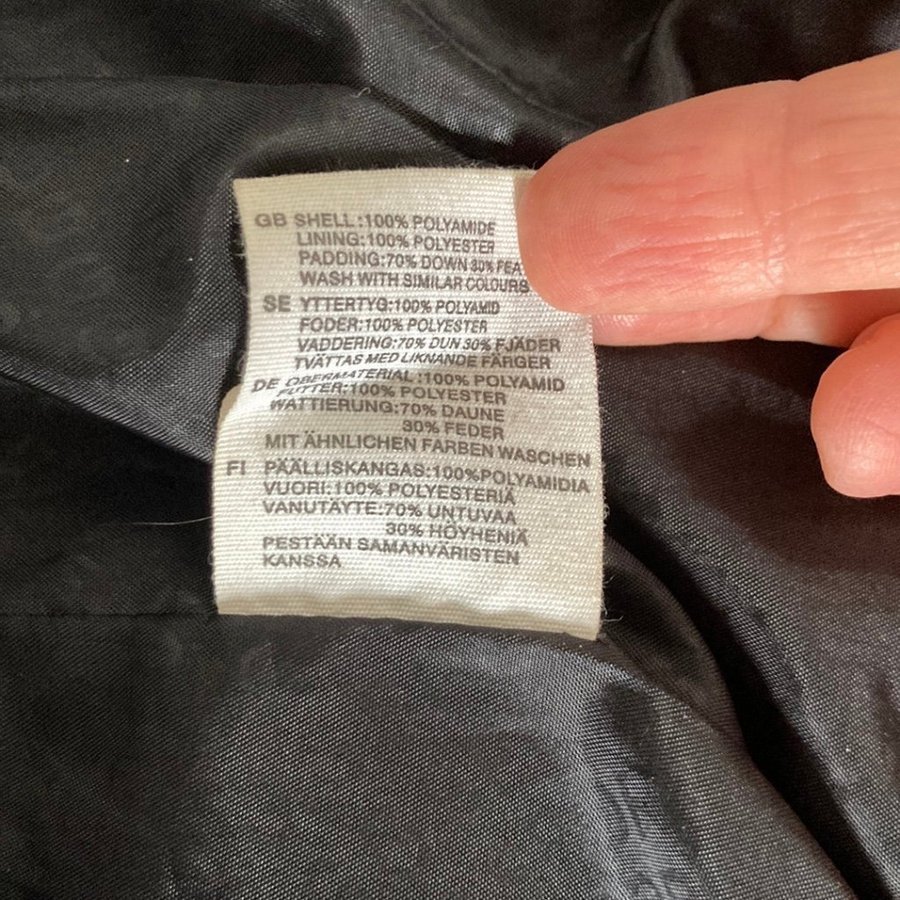 GB SHELL:100% POLYAMIDE
LINING:100% POLYESTER
PADDING:70% DOWN 30% FEA
WASH WITH SIMILAR COLOURS
SE YTTERTYG:100% POLYAMID
FODER:100% POLYESTER
VADDERING:70% DUN 30% FJÄDER
TVÄTTAS MED LIKNANDE FÄRGER
DE OBERMATERIAL:100% POLYAMID
FUTTER:100% POLYESTER
WATTIERUNG:70% DAUNE
30% FEDER
MIT ÄHNLICHEN FARBEN WASCHEN
FI PÄÄLLISKANGAS:100%POLYAMIDIA
VUORI:100% POLYESTERIÄ
VANUTÄYTE:70% UNTUVAA
30% HÖYHENIÄ
PESTÄÄN SAMANVÄRISTEN
KANSSA